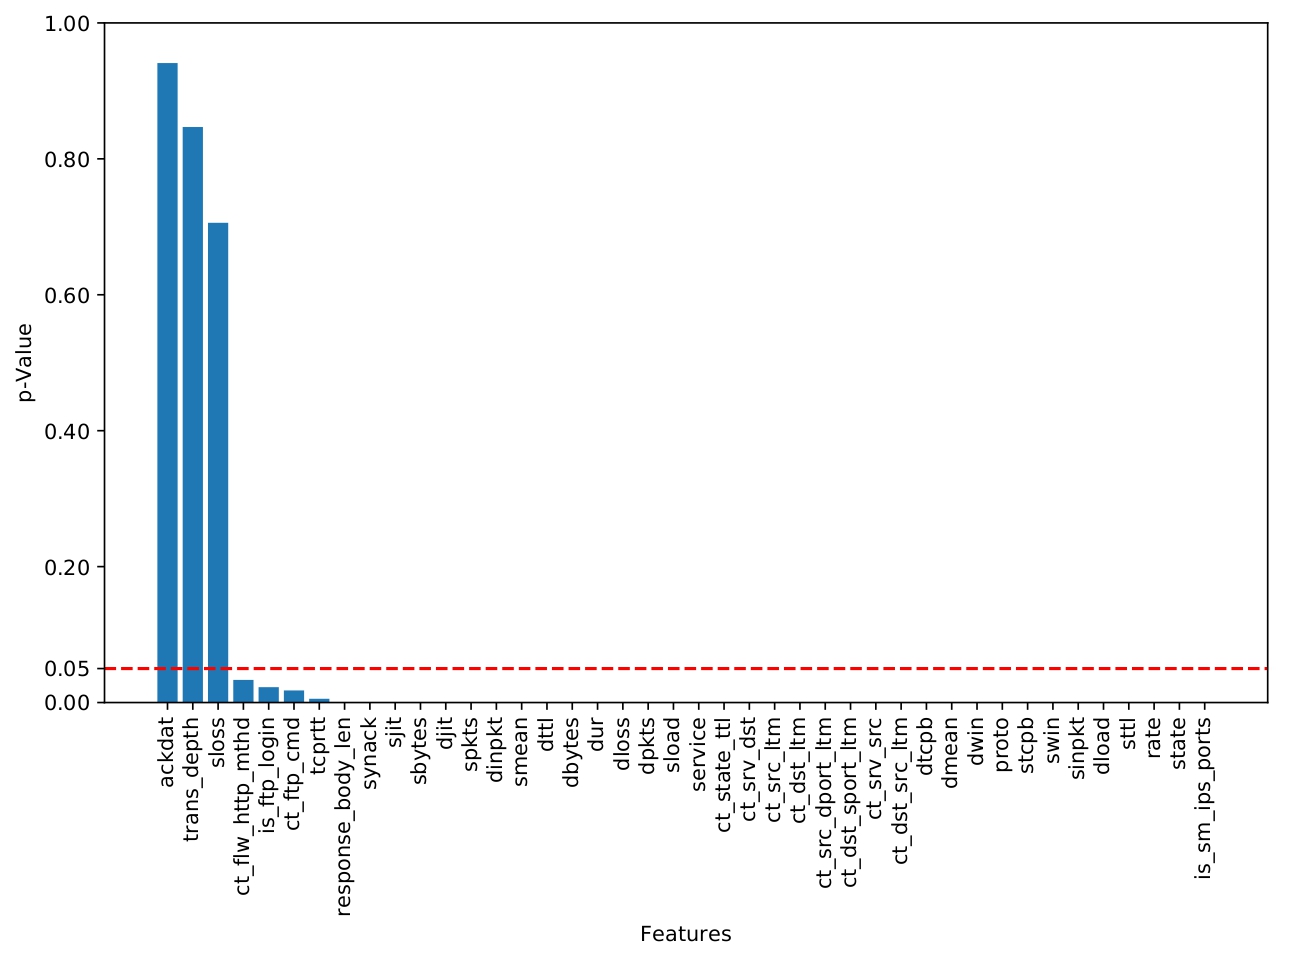 1.00
0.80
0.60
0.40
0.20
0.05
0.00
p-Value
ackdat
trans_depth
sloss
ct_flw_http_mthd
is_ftp_login
ct_ftp_cmd
tcprtt
response_body_len
synack
sjit
sbytes
djit
spkts
dinpkt
smean
dttl
dbytes
dur
dloss
dpkts
sload
service
ct_state_ttl
ct_srv_dst
ct_src_ltm
ct_dst_ltm
ct_src_dport_ltm
ct_dst_sport_ltm
ct_srv_src
ct_dst_src_ltm
dtcpb
dmean
dwin
proto
stcpb
swin
sinpkt
dload
sttl
rate
state
is_sm_ips_ports
Features